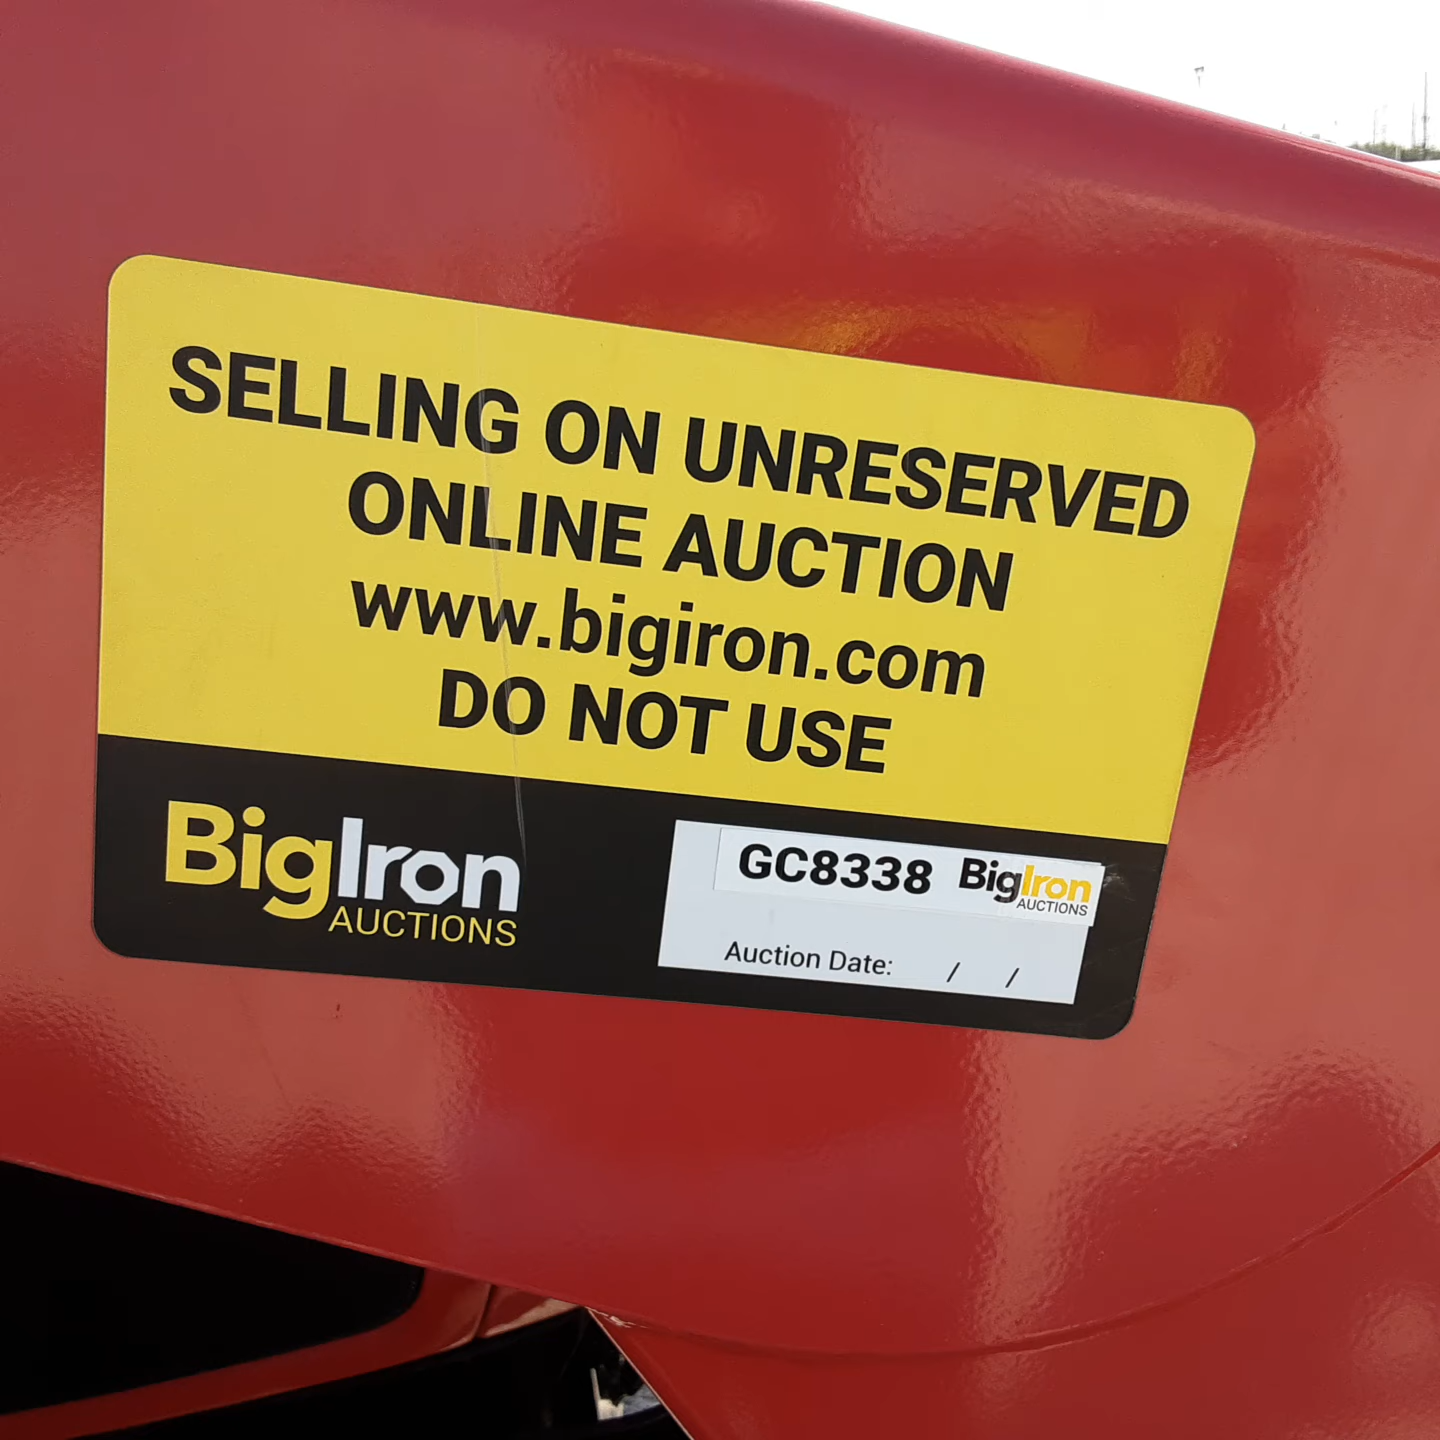 SELLING ON UNRESERVED
ONLINE AUCTION
www.bigiron.com
DO NOT USE
BigIron
AUCTIONS
GC8338 BigIron
AUCTIONS
Auction Date: / /